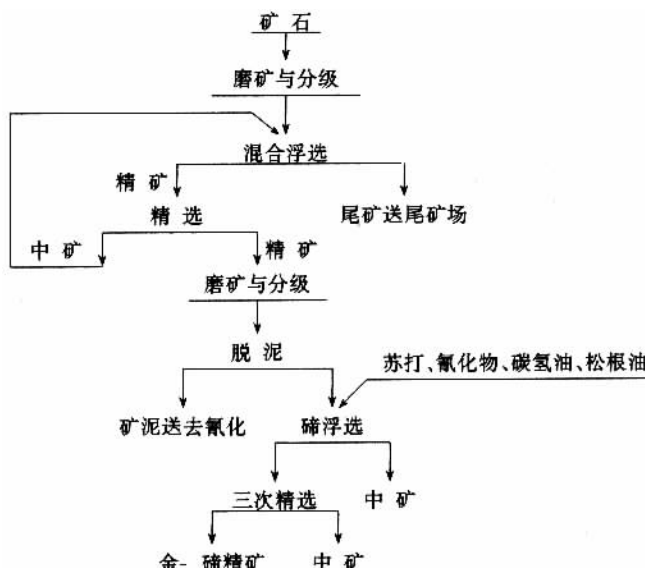 矿石
磨矿与分级
混合浮选
精矿
精选
尾矿送尾矿场
中矿
精矿
磨矿与分级
脱泥
苏打、氰化物、碳氢油、松根油
矿泥送去氰化
碲浮选
三次精选
中矿
金-碲精矿
中矿